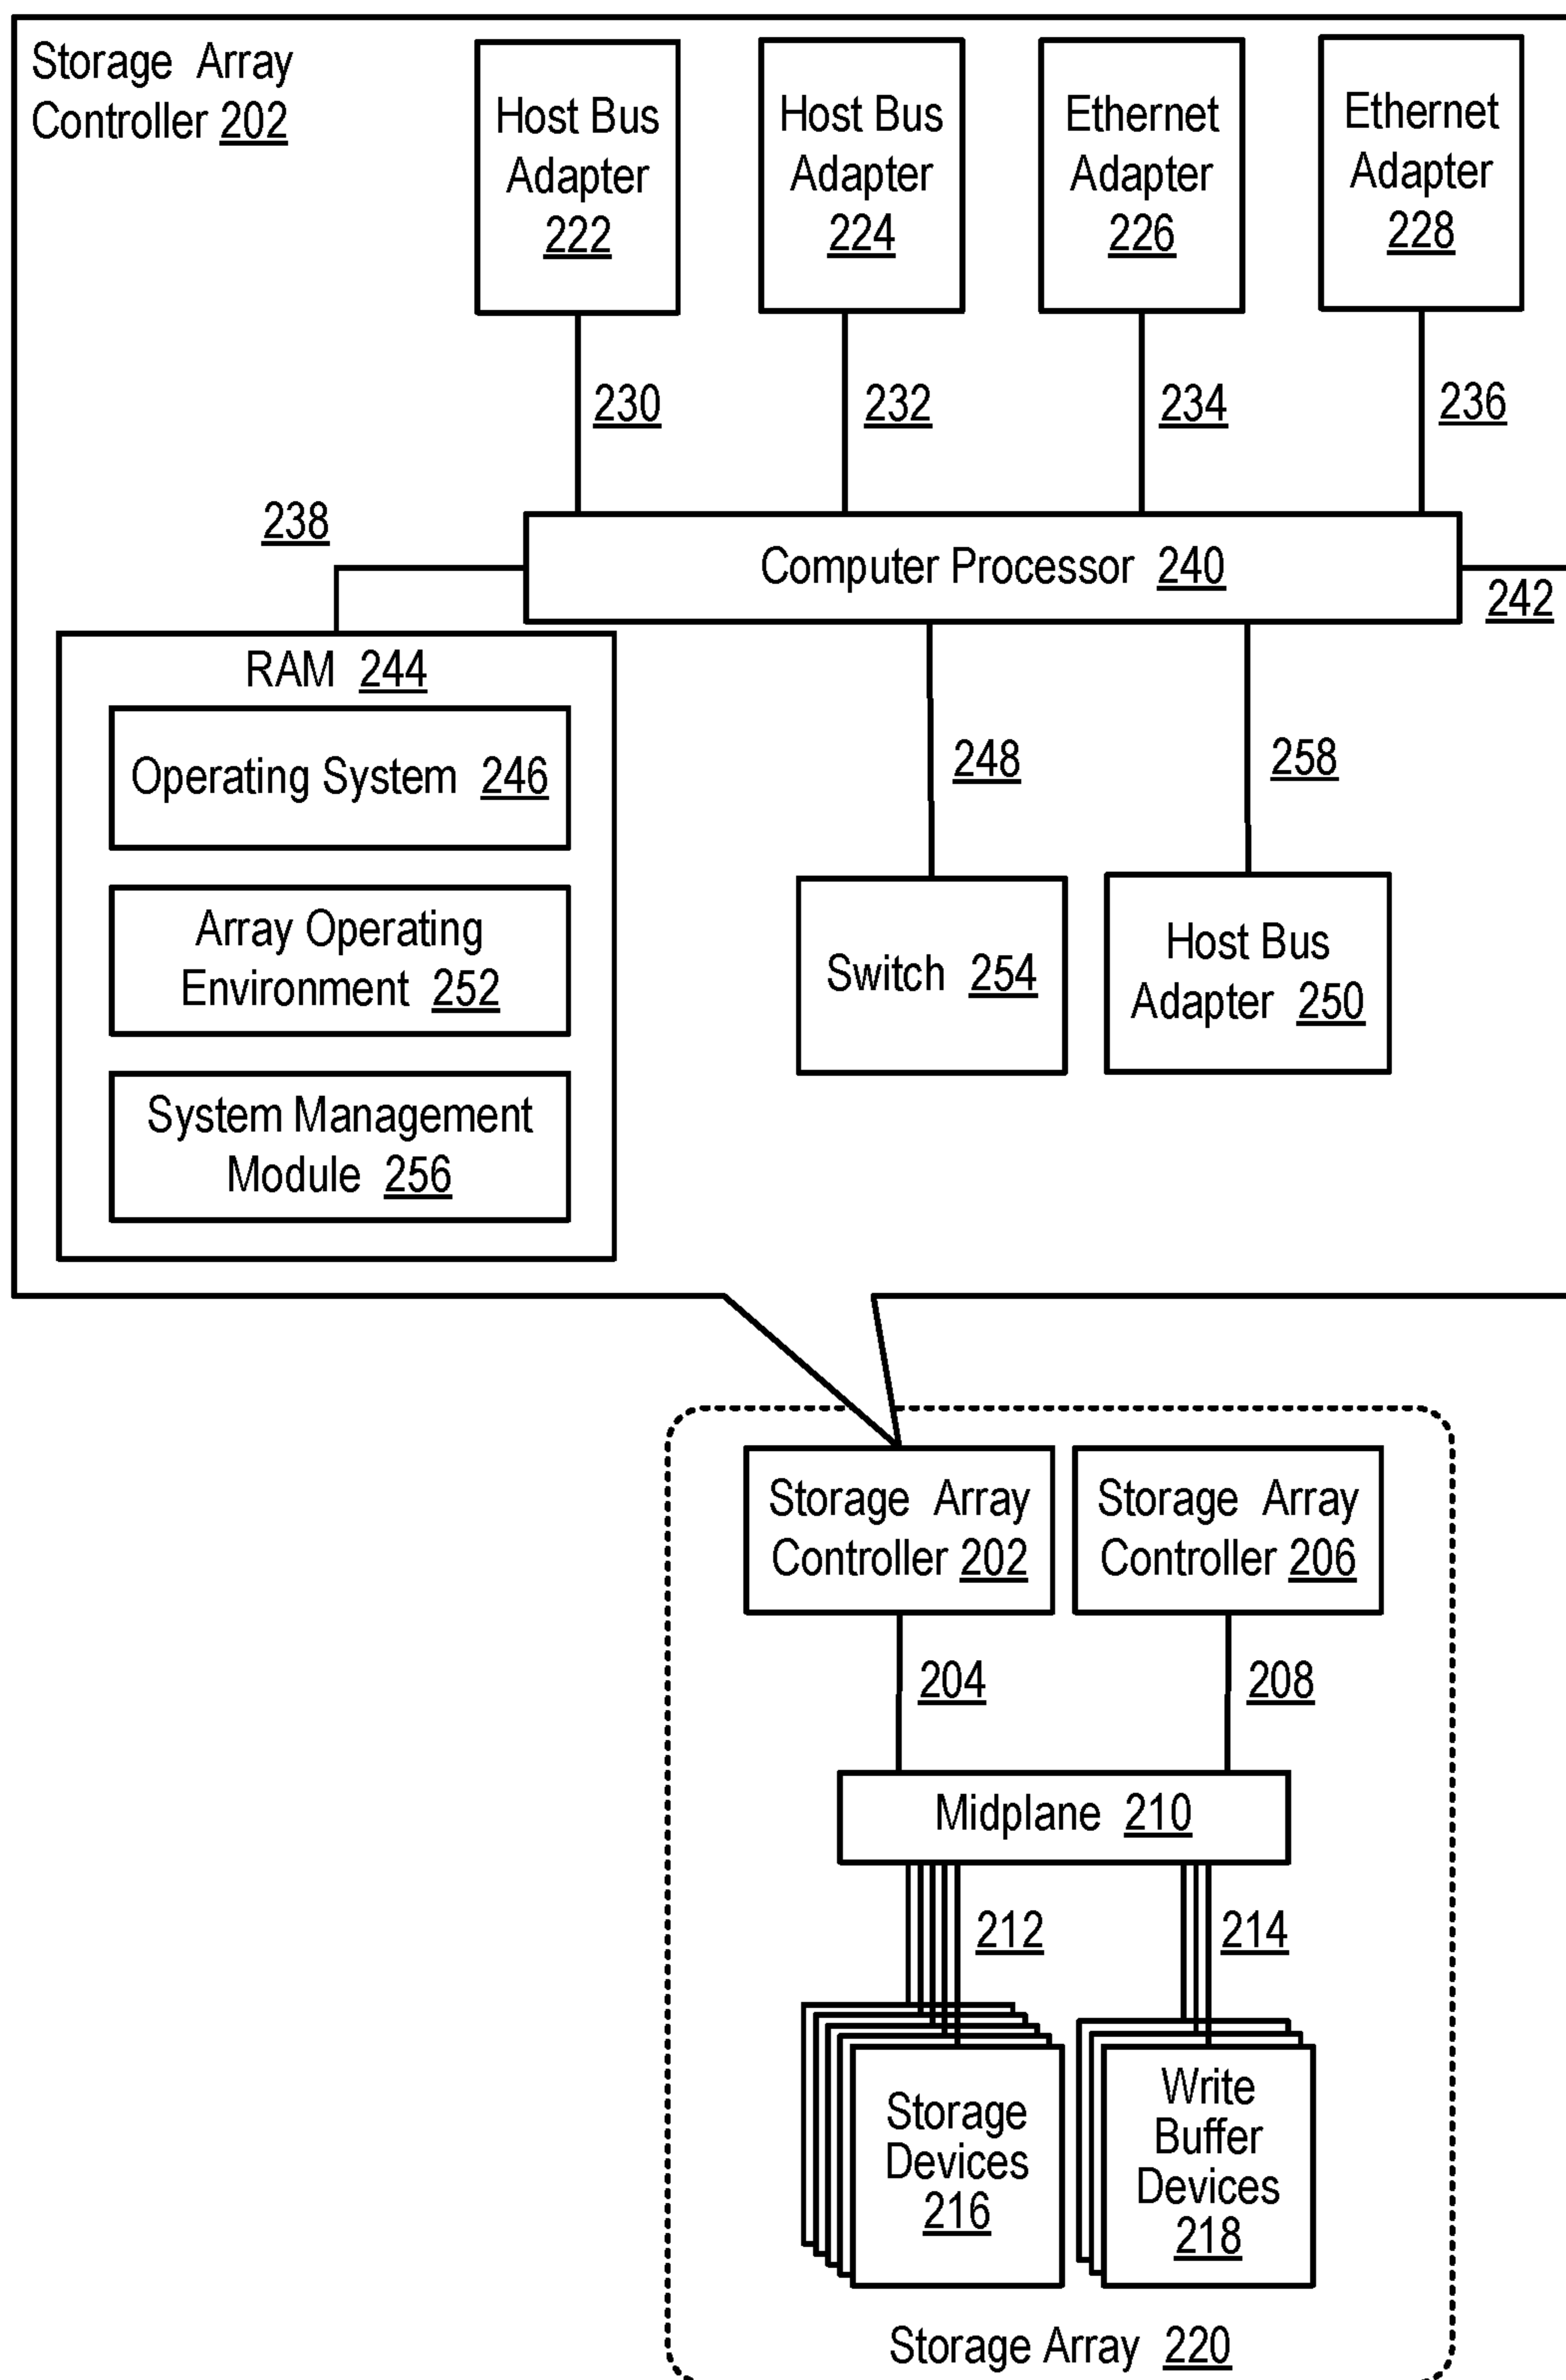 Storage Array
Controller 202
Host Bus
Adapter
222
Host Bus
Adapter
224
Ethernet
Adapter
226
Ethernet
Adapter
228
230
232
234
236
238
Computer Processor 240
242
RAM 244
Operating System 246
Array Operating
Environment 252
System Management
Module 256
248
258
Switch 254
Host Bus
Adapter 250
Storage Array
Controller 202
Storage Array
Controller 206
204
208
Midplane 210
212
214
Storage
Devices
216
Write
Buffer
Devices
218
Storage Array 220